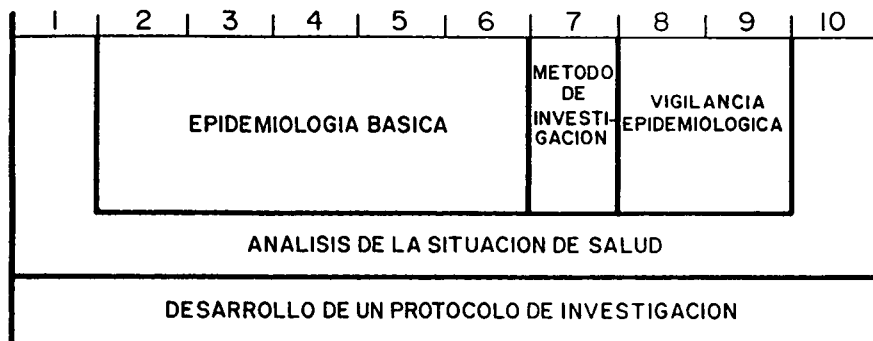 1 2 3 4 5 6 7 8 9 10
EPIDEMIOLOGIA BASICA
METODO
DE
INVESTI-
GACION
VIGILANCIA
EPIDEMIOLOGICA
ANALISIS DE LA SITUACION DE SALUD
DESARROLLO DE UN PROTOCOLO DE INVESTIGACION